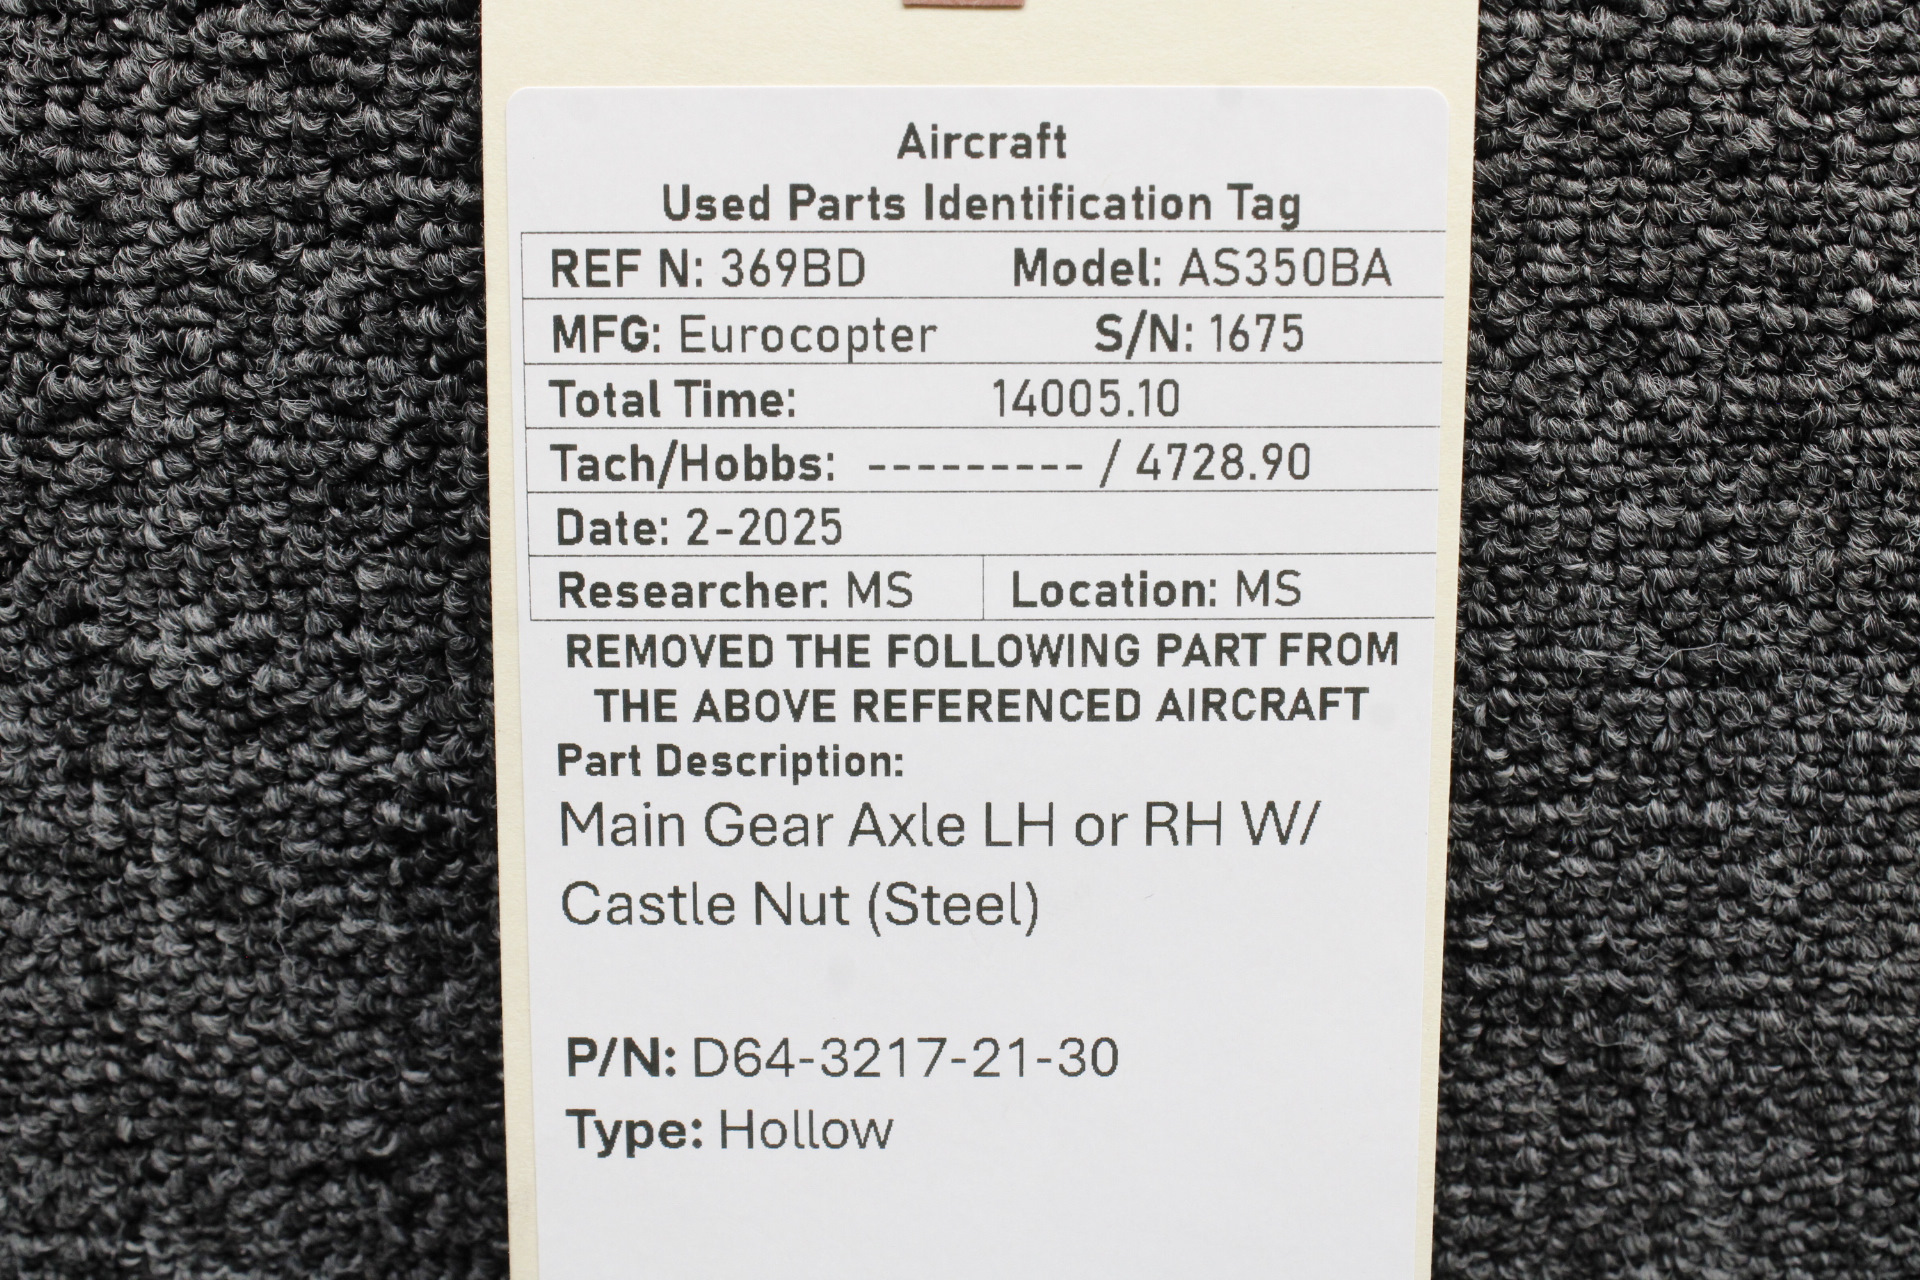 Aircraft
Used Parts Identification Tag
REF N: 369BD Model: AS350BA
MFG: Eurocopter S/N: 1675
Total Time: 14005.10
Tach/Hobbs: --------- / 4728.90
Date: 2-2025
Researcher: MS Location: MS
REMOVED THE FOLLOWING PART FROM
THE ABOVE REFERENCED AIRCRAFT
Part Description:
Main Gear Axle LH or RH W/
Castle Nut (Steel)
P/N: D64-3217-21-30
Type: Hollow